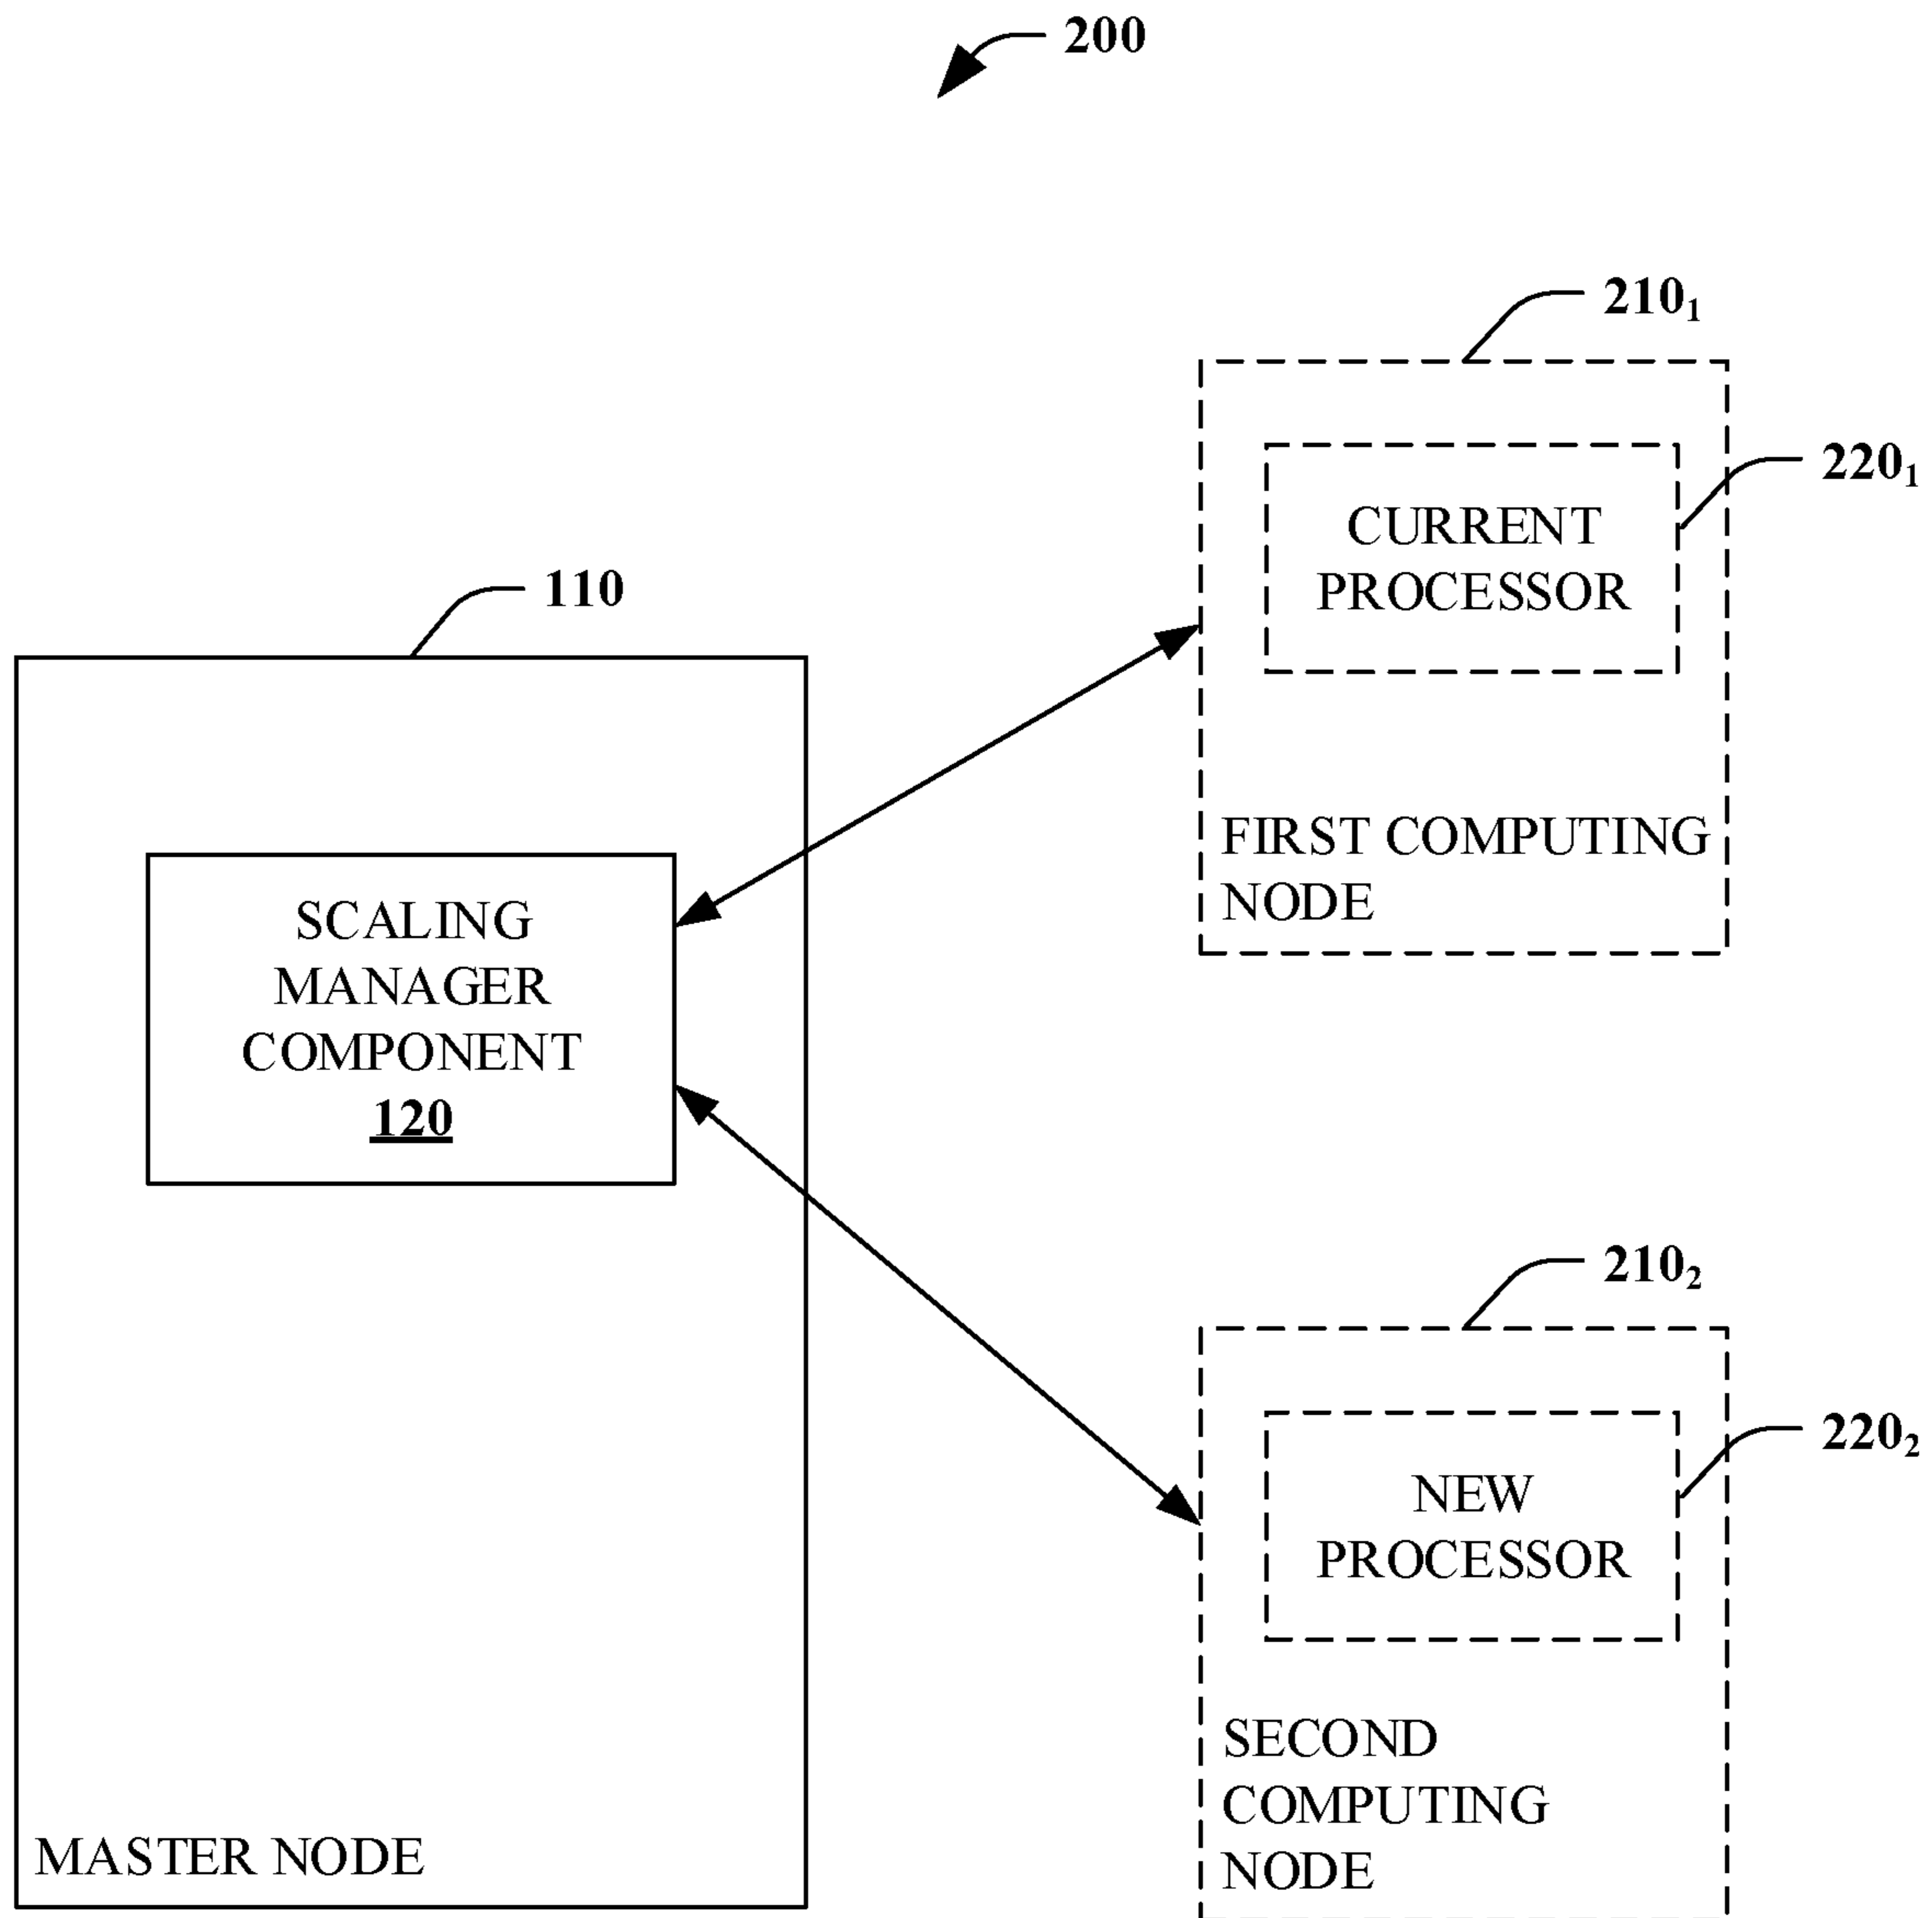 200
210₁
220₁
CURRENT
PROCESSOR
FIRST COMPUTING
NODE
110
SCALING
MANAGER
COMPONENT
120
MASTER NODE
210₂
220₂
NEW
PROCESSOR
SECOND
COMPUTING
NODE